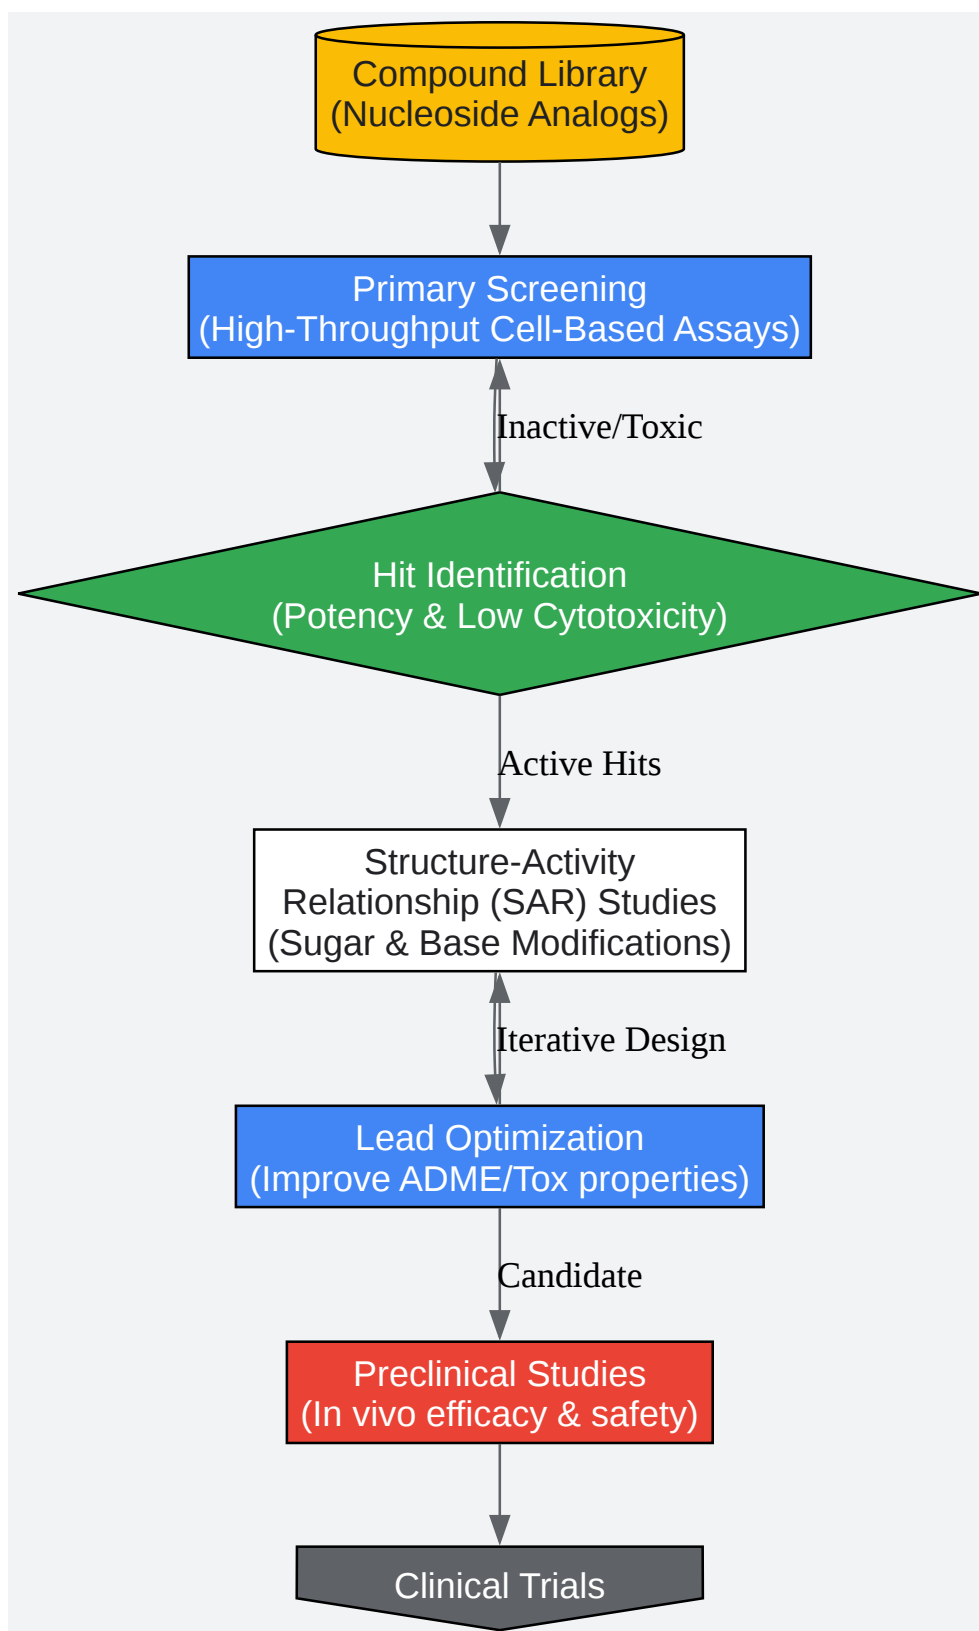 Compound Library
(Nucleoside Analogs)
Primary Screening
(High-Throughput Cell-Based Assays)
Inactive/Toxic
Hit Identification
(Potency & Low Cytotoxicity)
Active Hits
Structure-Activity
Relationship (SAR) Studies
(Sugar & Base Modifications)
Iterative Design
Lead Optimization
(Improve ADME/Tox properties)
Candidate
Preclinical Studies
(In vivo efficacy & safety)
Clinical Trials